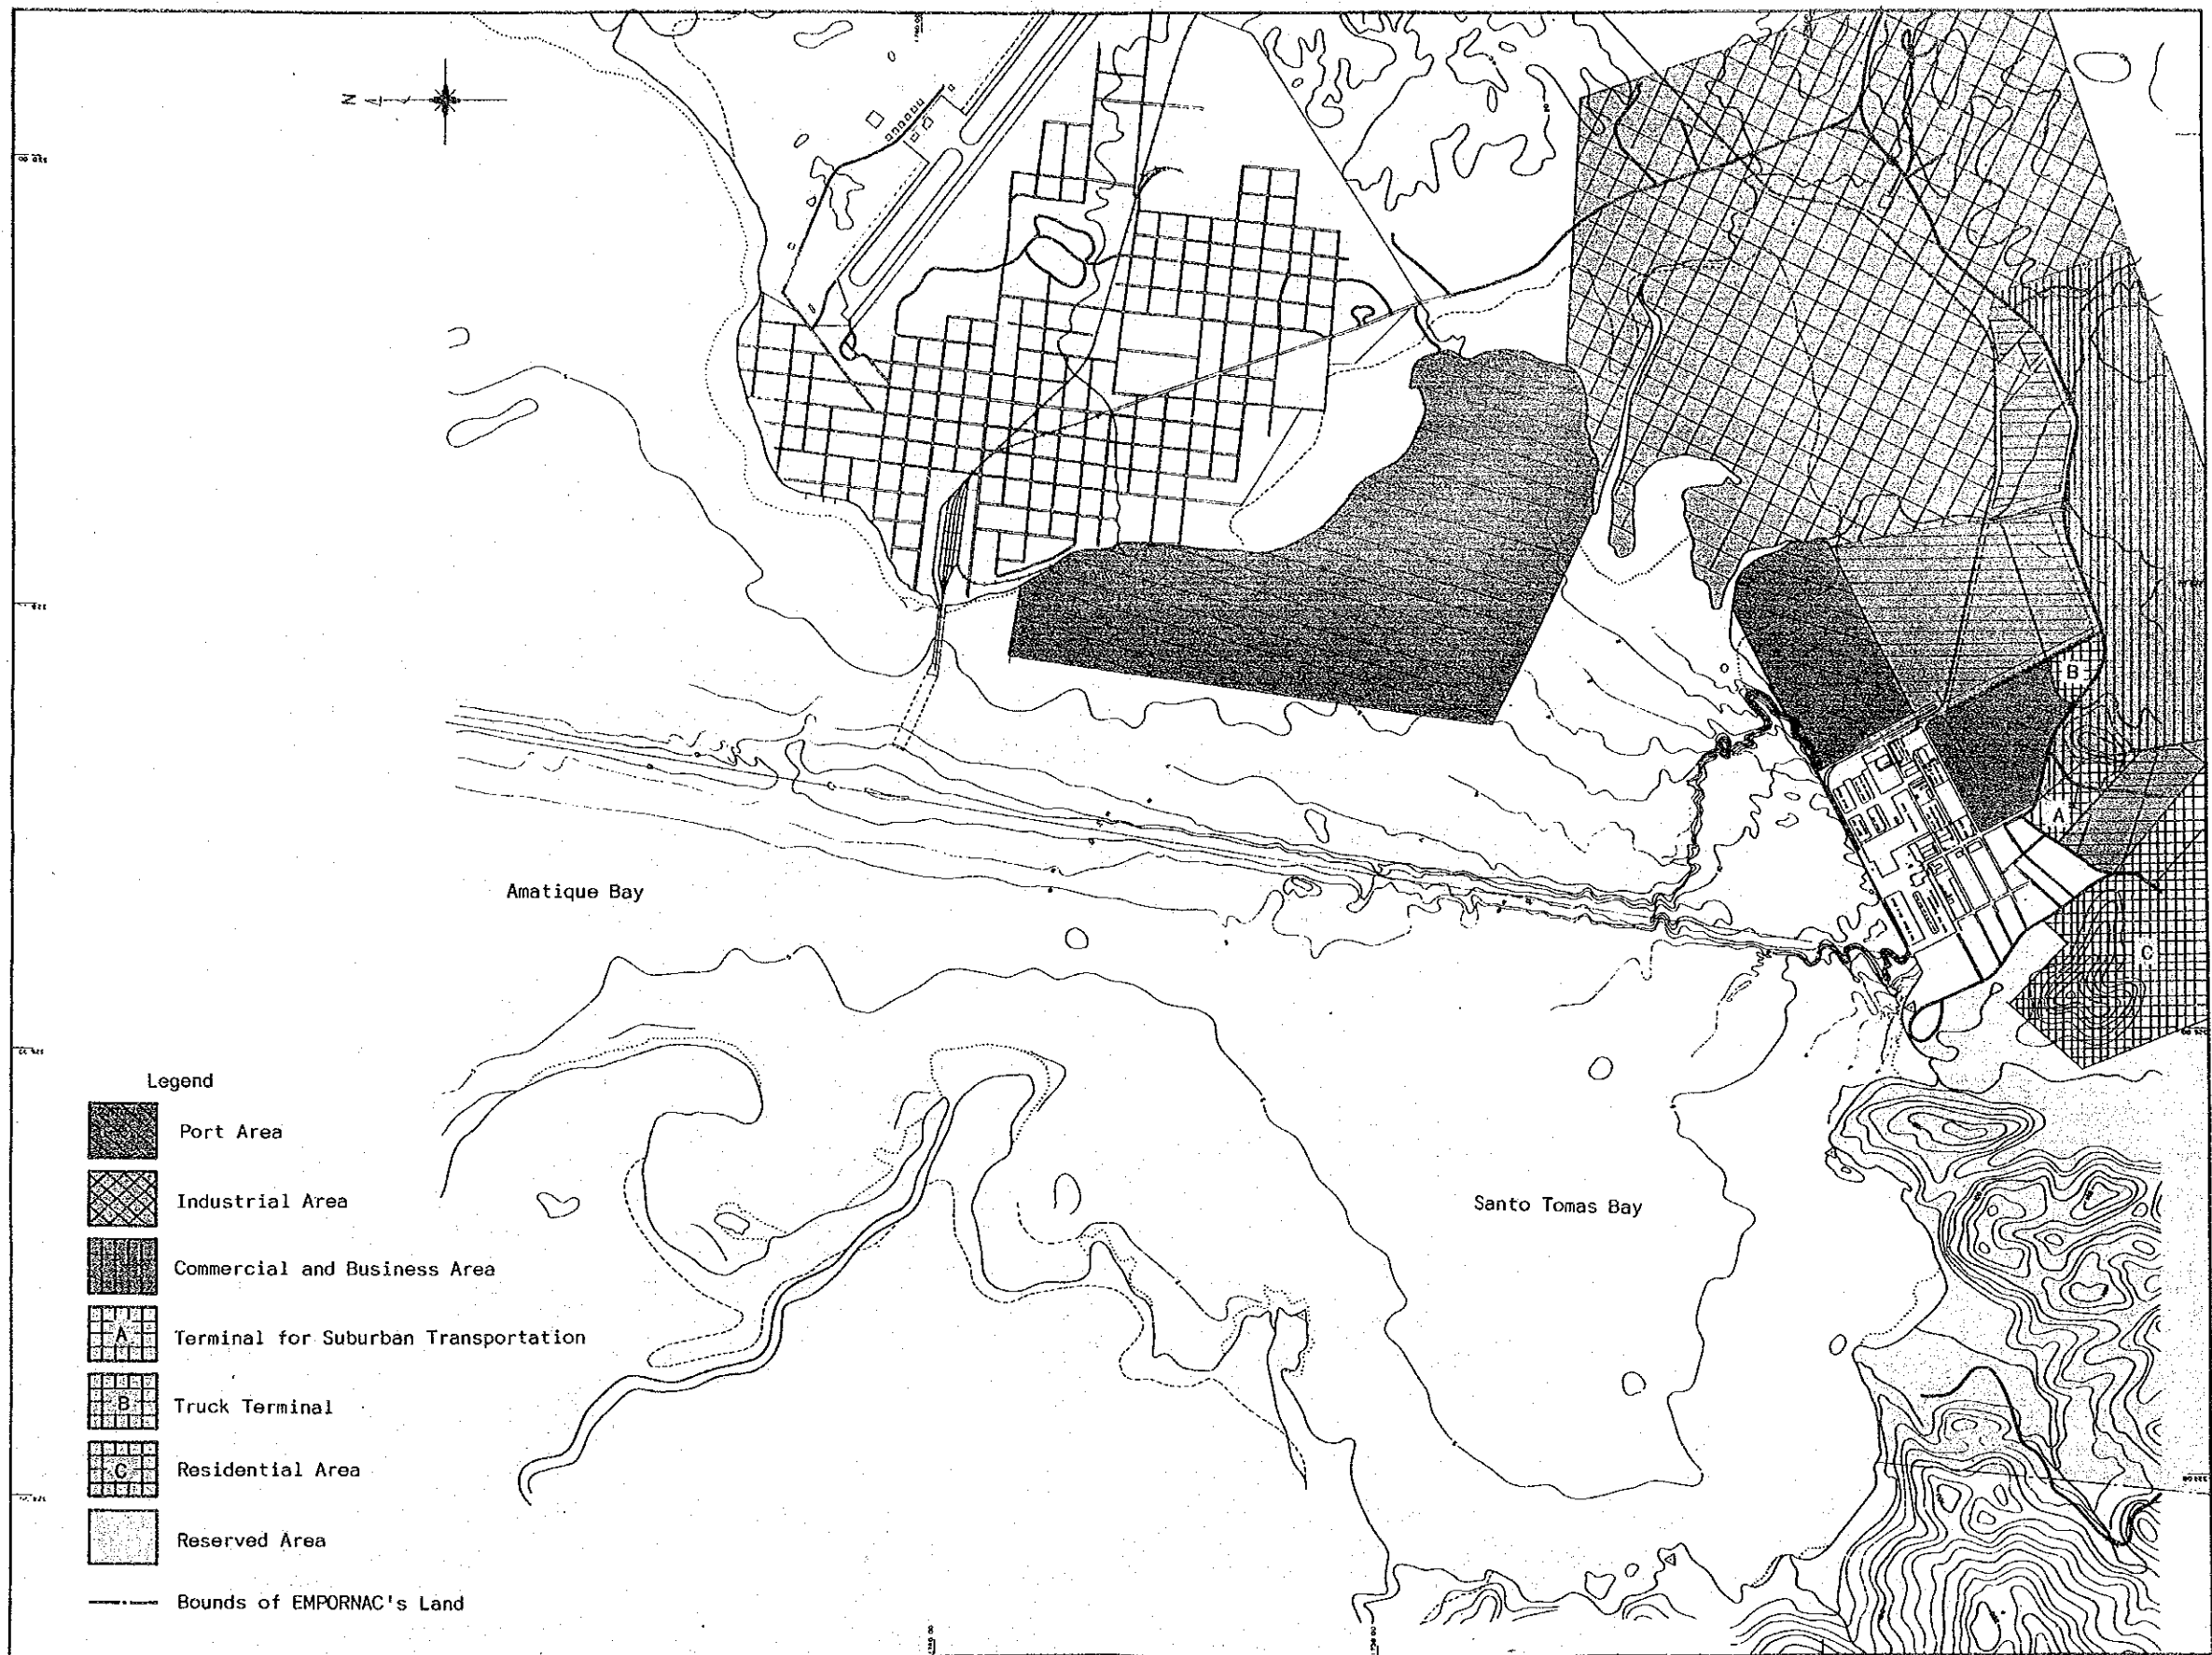 N
B
A
Amatique Bay
C
Legend
Port Area
Industrial Area
Santo Tomas Bay
Commercial and Business Area
A Terminal for Suburban Transportation
B Truck Terminal
C Residential Area
Reserved Area
Bounds of EMPORNAC's Land